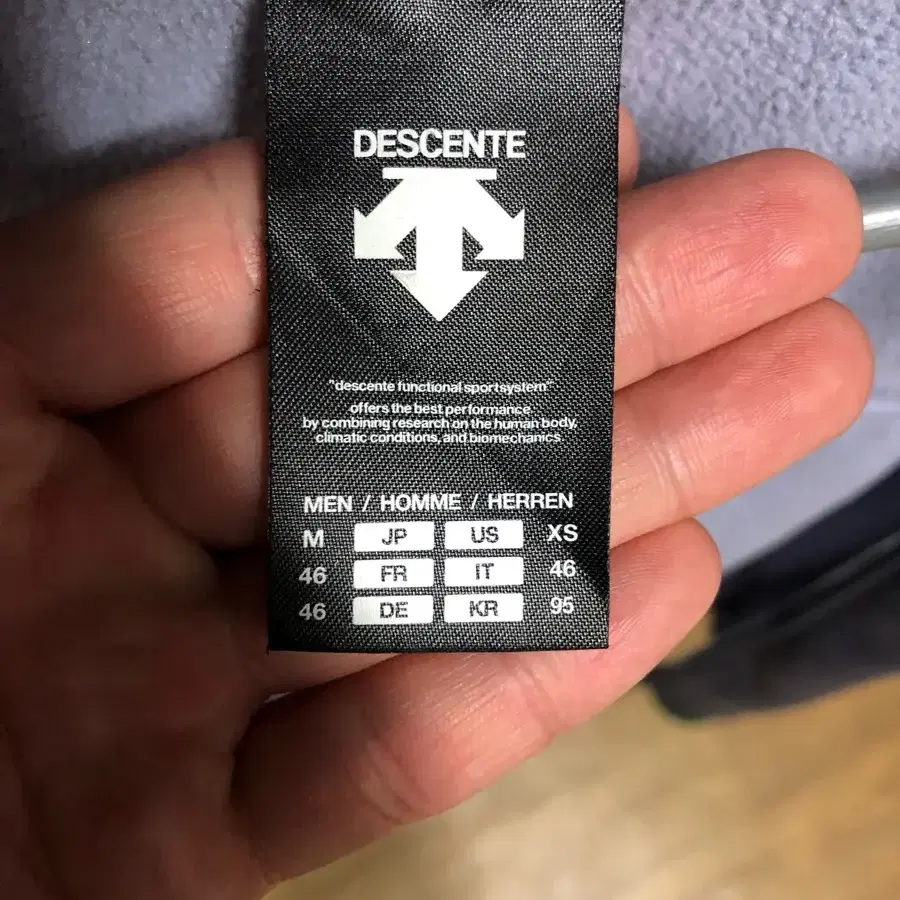 DESCENTE
"descente functional sportsystem"
offers the best performance
by combining research on the human body,
climatic conditions, and biomechanics
MEN / HOMME / HERREN
M JP US XS
46 FR IT 46
46 DE KR 95